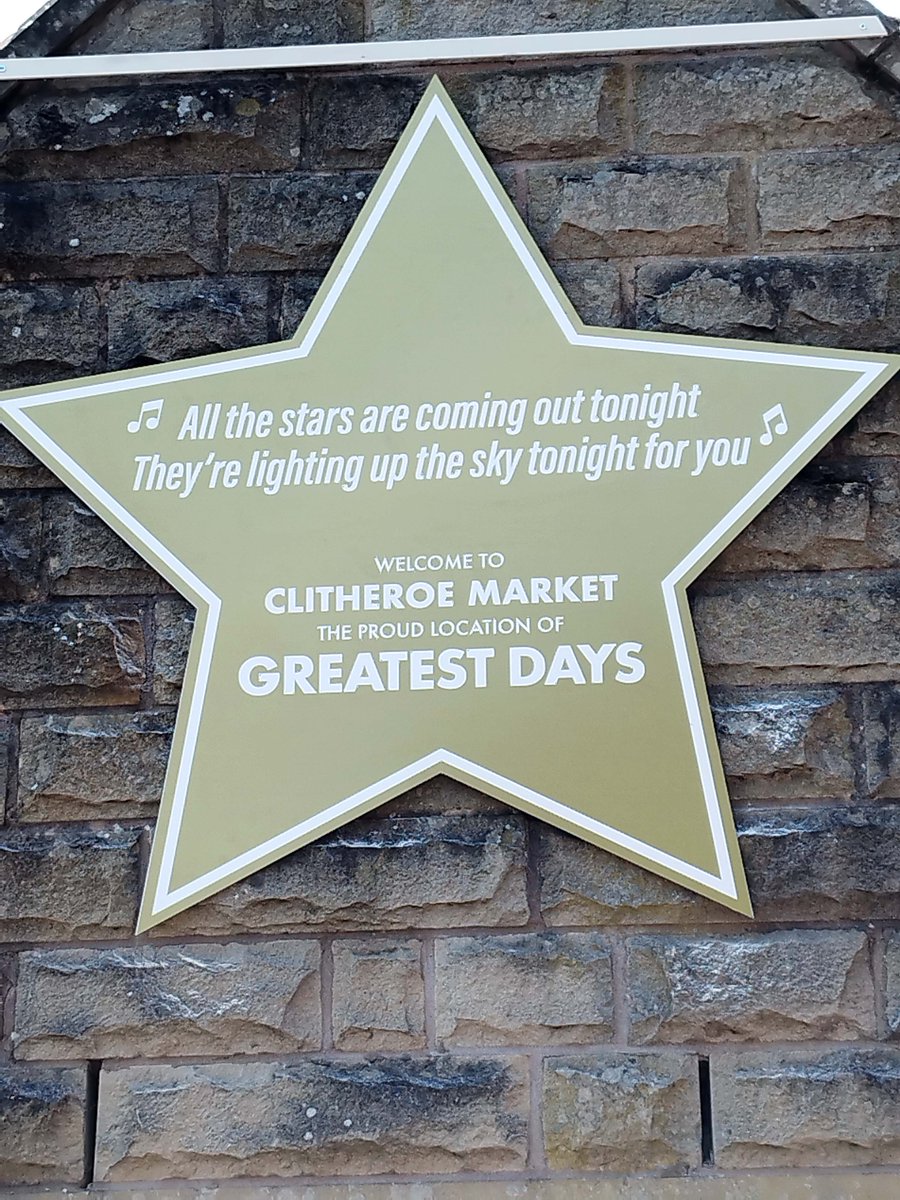 ♫ All the stars are coming out tonight
They're lighting up the sky tonight for you ♫
WELCOME TO
CLITHEROE MARKET
THE PROUD LOCATION OF
GREATEST DAYS